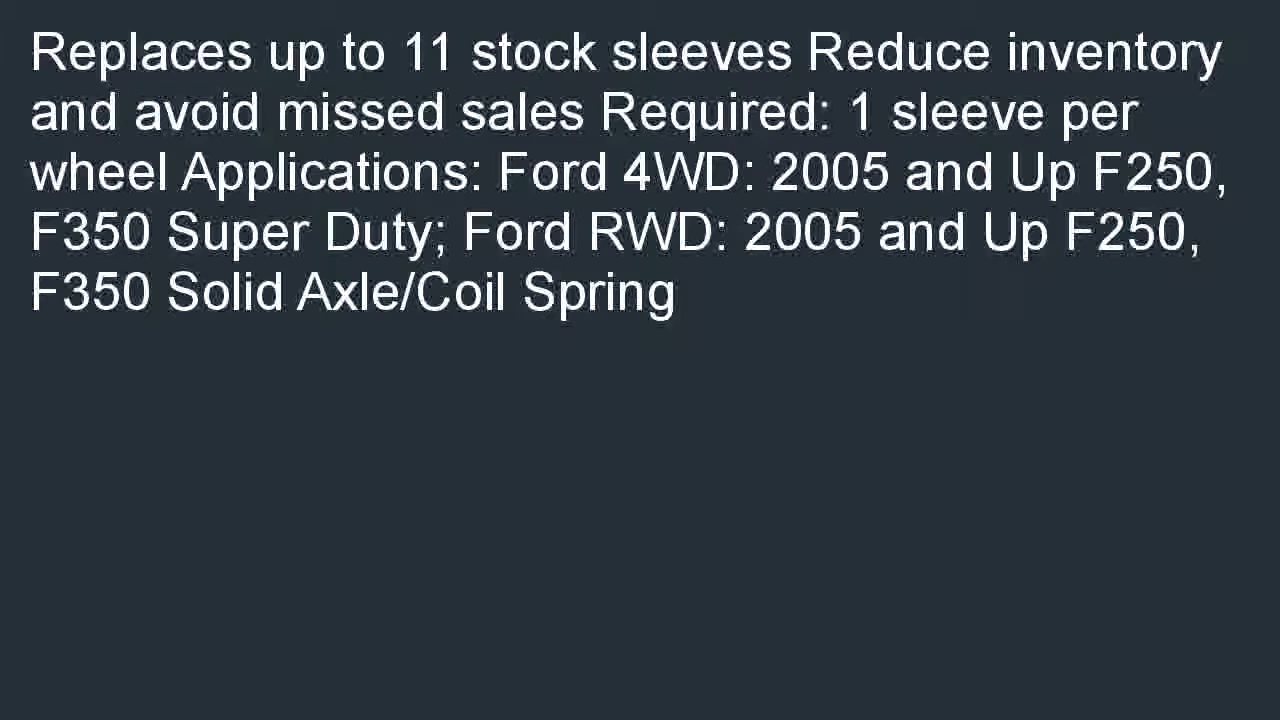 Replaces up to 11 stock sleeves Reduce inventory
and avoid missed sales Required: 1 sleeve per
wheel Applications: Ford 4WD: 2005 and Up F250,
F350 Super Duty; Ford RWD: 2005 and Up F250,
F350 Solid Axle/Coil Spring